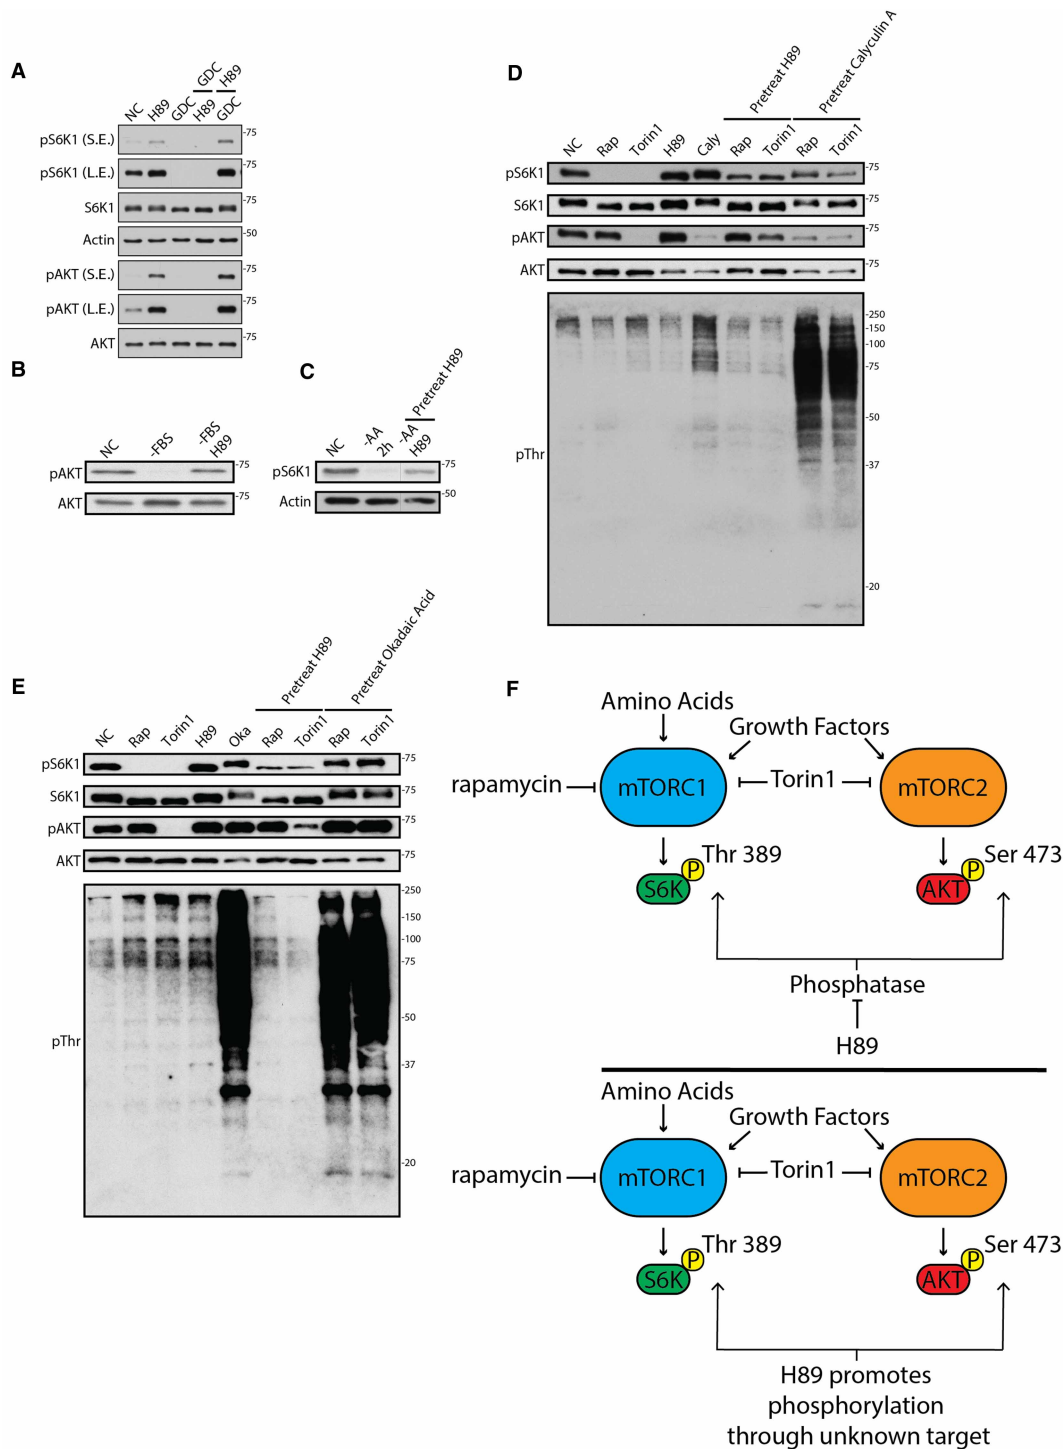 A
GDC
H89
NC
H89
GDC
H89
GDC
pS6K1 (S.E.)
-75
pS6K1 (L.E.)
-75
S6K1
-75
Actin
-50
pAKT (S.E.)
-75
pAKT (L.E.)
-75
AKT
-75
B
NC
-FBS
-FBS
H89
pAKT
-75
AKT
-75
C
Pretreat H89
NC
-AA
2h
-AA
H89
pS6K1
-75
Actin
-50
D
Pretreat H89
Pretreat Calyculin A
NC
Rap
Torin1
H89
Caly
Rap
Torin1
Rap
Torin1
pS6K1
-75
S6K1
-75
pAKT
-75
AKT
-75
pThr
-250
-150
-100
-75
-50
-37
-20
E
Pretreat H89
Pretreat Okadaic Acid
NC
Rap
Torin1
H89
Oka
Rap
Torin1
Rap
Torin1
pS6K1
-75
S6K1
-75
pAKT
-75
AKT
-75
pThr
-250
-150
-100
-75
-50
-37
-20
F
Amino Acids
Growth Factors
rapamycin
mTORC1
Torin1
mTORC2
Thr 389
Ser 473
P
P
S6K
AKT
Phosphatase
H89
Amino Acids
Growth Factors
rapamycin
mTORC1
Torin1
mTORC2
Thr 389
Ser 473
P
P
S6K
AKT
H89 promotes
phosphorylation
through unknown target